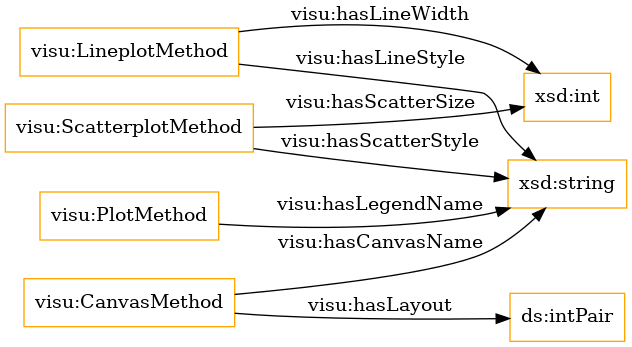 visu:hasLineWidth
visu:LineplotMethod
visu:hasLineStyle
xsd:int
visu:hasScatterSize
visu:ScatterplotMethod
visu:hasScatterStyle
xsd:string
visu:hasLegendName
visu:PlotMethod
visu:hasCanvasName
visu:CanvasMethod
visu:hasLayout
ds:intPair